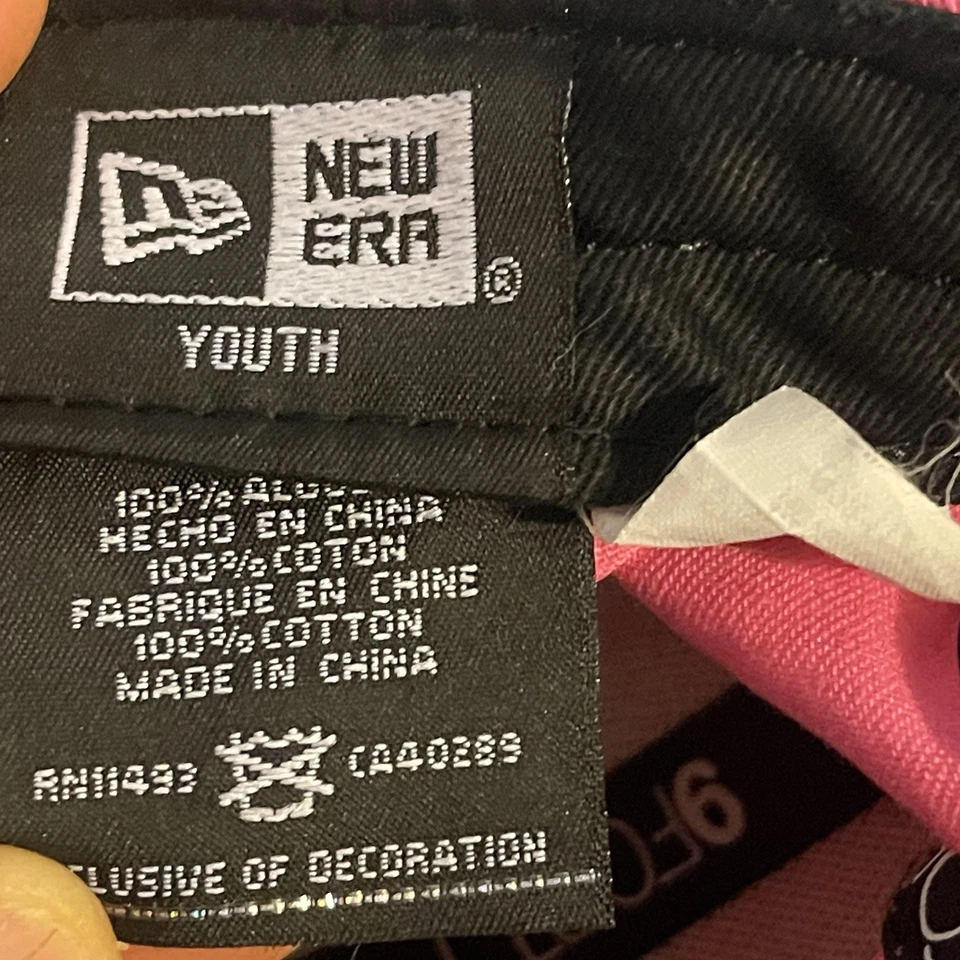 NEW
ERA
®
YOUTH
100%
HECHO EN CHINA
100%COTON
FABRIQUE EN CHINE
100%COTTON
MADE IN CHINA
RN11493 CA40289
OF DECORATION
9FO